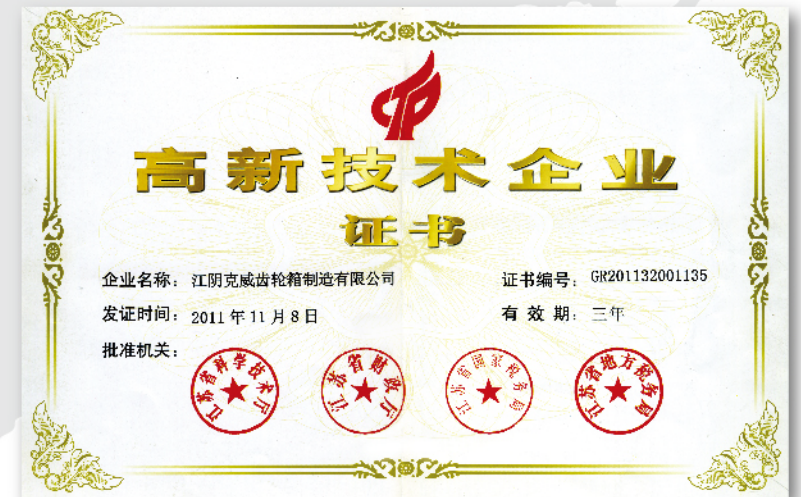 高新技术企业
证书
企业名称：江阴克威齿轮箱制造有限公司
证书编号：GR201132001135
发证时间：2011年11月8日
有效期：三年
批准机关：
江苏省科学技术厅
江苏省财政厅
江苏省国家税务局
江苏省地方税务局